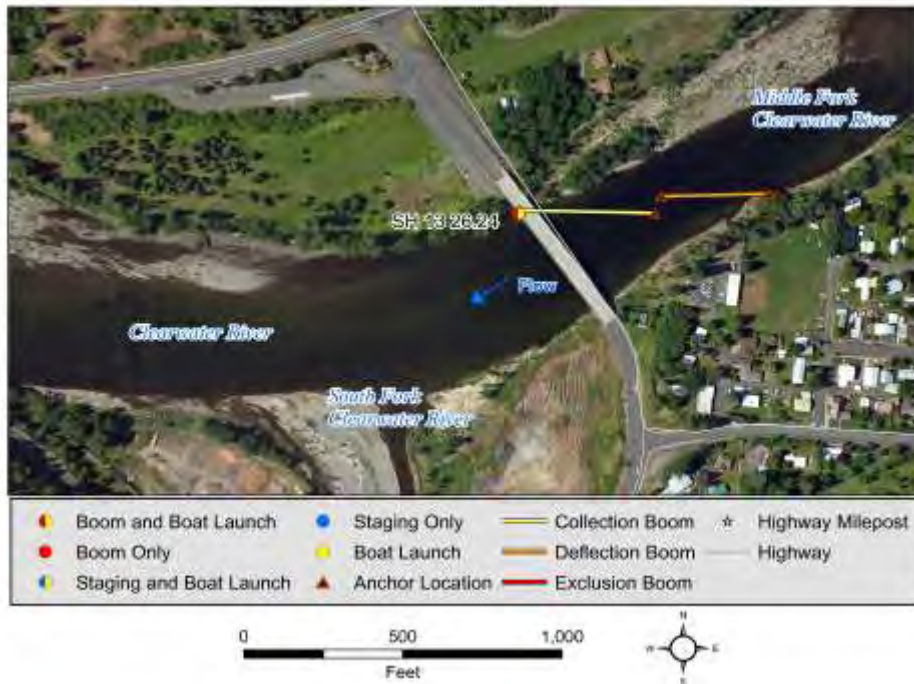 Middle Fork
Clearwater River
SH 13 26.24
Flow
Clearwater River
South Fork
Clearwater River
Boom and Boat Launch
Staging Only
Collection Boom
Highway Milepost
Boom Only
Boat Launch
Deflection Boom
Highway
Staging and Boat Launch
Anchor Location
Exclusion Boom
0
500
1,000
Feet
N
W
E
S